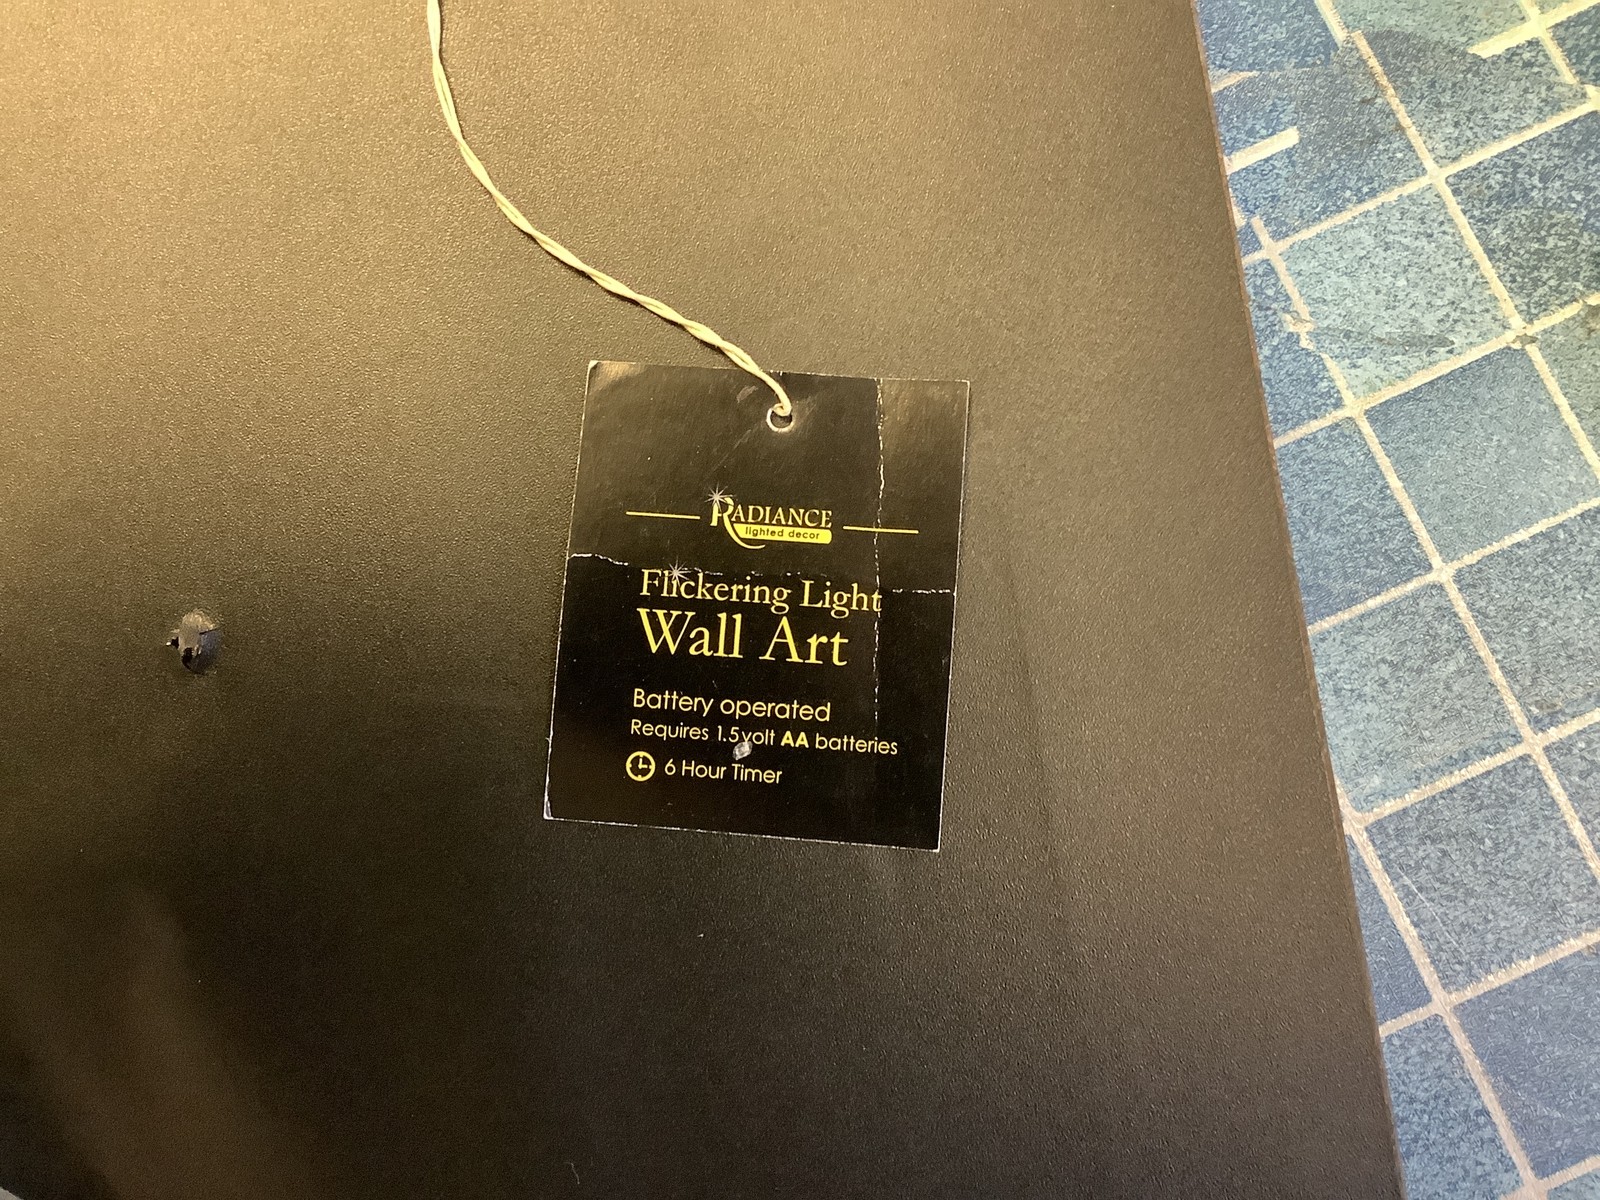 RADIANCE
lighted decor
Flickering Light
Wall Art
Battery operated
Requires 1.5volt AA batteries
6 Hour Timer